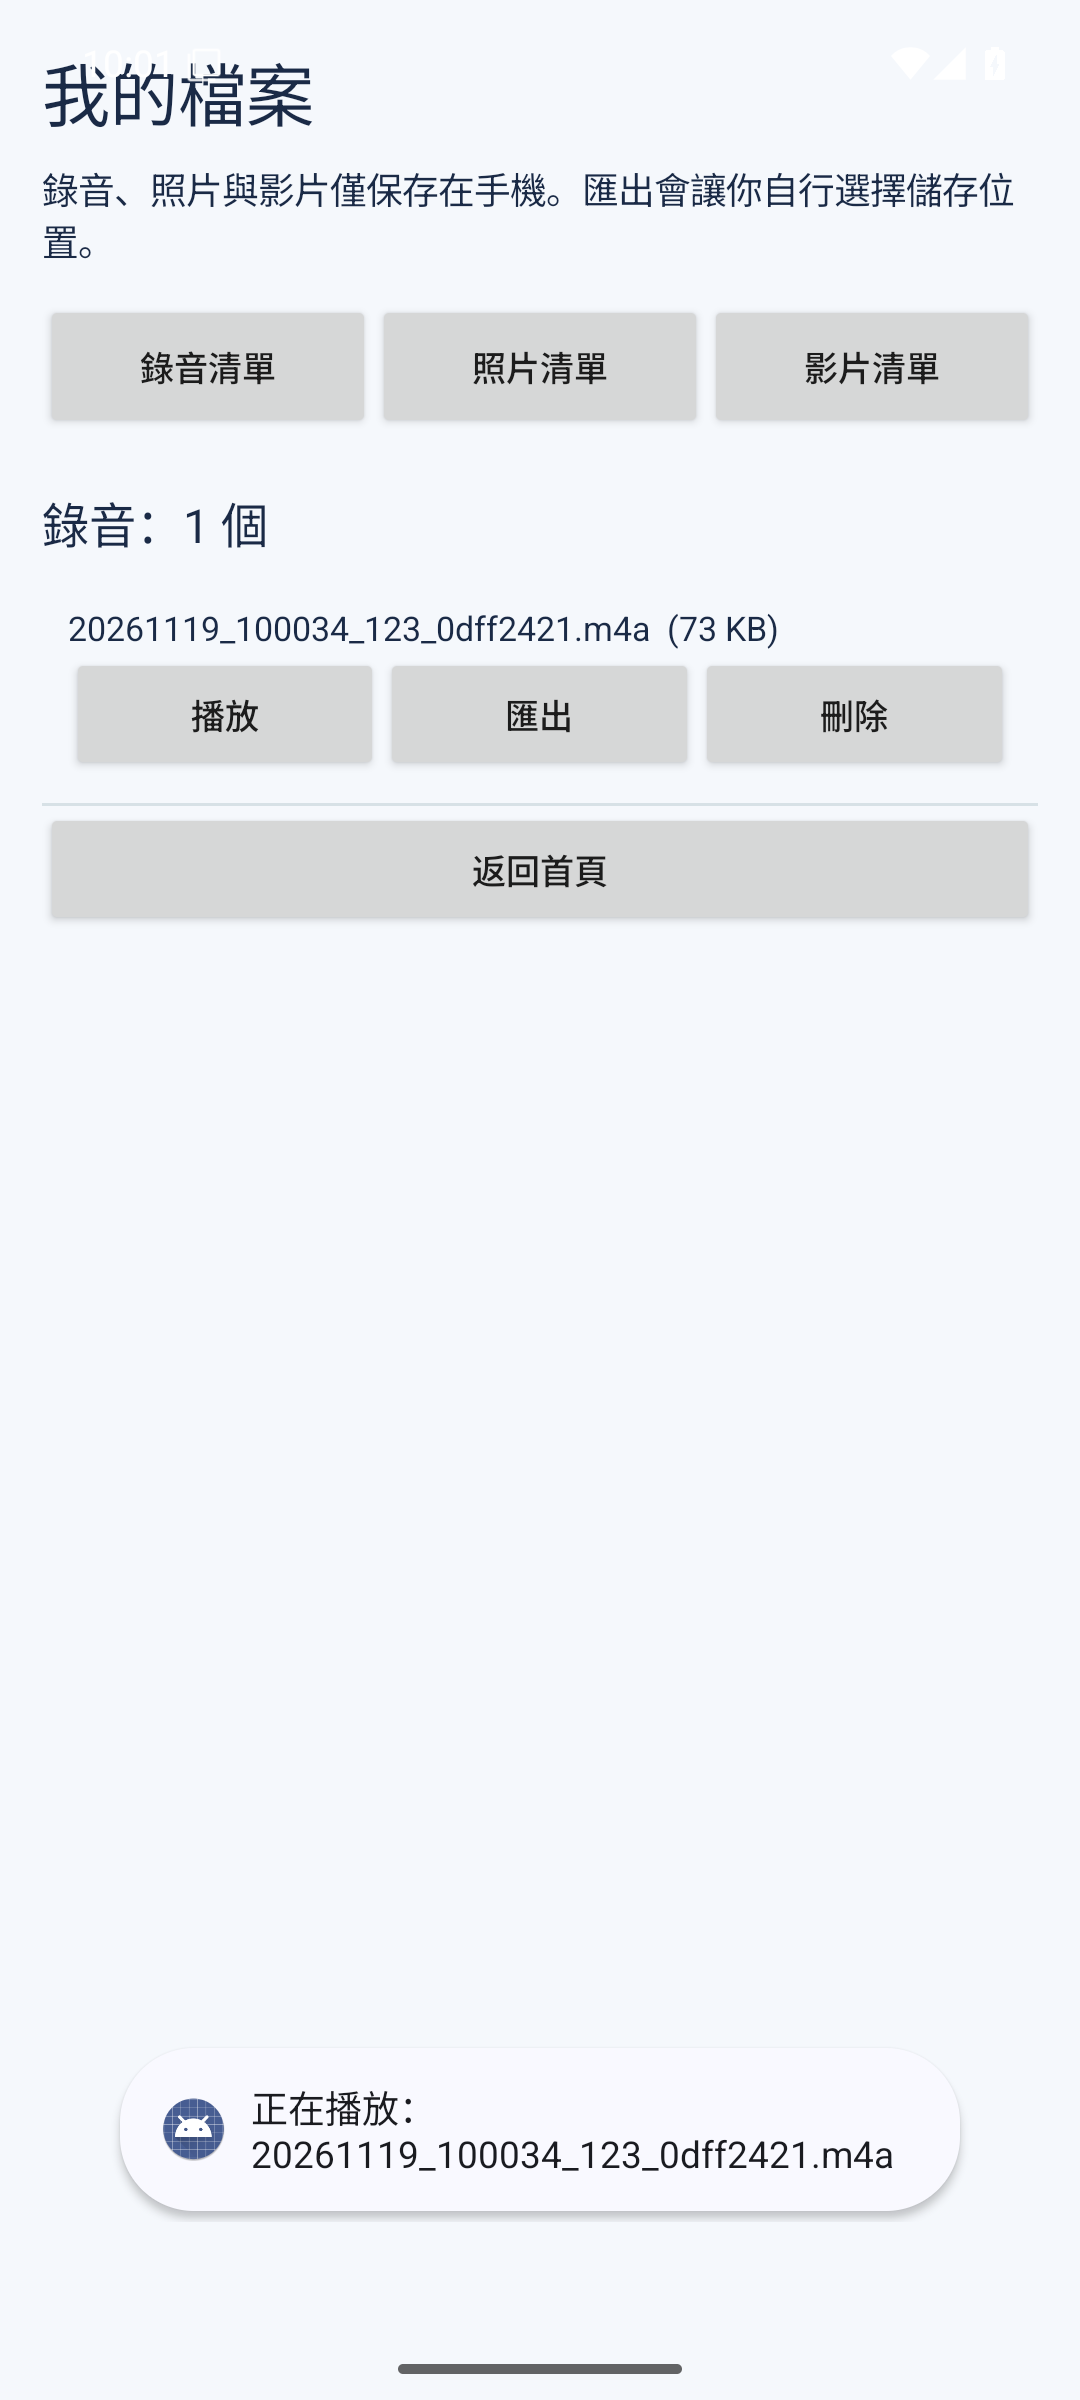 10:01
我的檔案
錄音、照片與影片僅保存在手機。匯出會讓你自行選擇儲存位
置。
錄音清單
照片清單
影片清單
錄音：1 個
20261119_100034_123_0dff2421.m4a (73 KB)
播放
匯出
刪除
返回首頁
正在播放：
20261119_100034_123_0dff2421.m4a